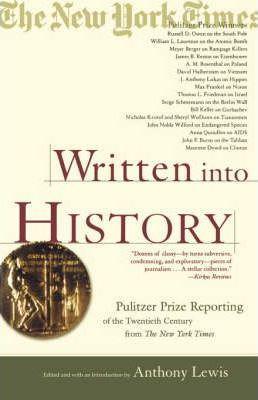 The New York Times
Pulitzer Prize Winners
Russell D. Owen on the South Pole
William L. Laurence on the Atomic Bomb
Meyer Berger on Rampage Killers
James B. Reston on Eisenhower
A. M. Rosenthal on Poland
David Halberstam on Vietnam
J. Anthony Lukas on Hippies
Max Frankel on Nixon
Thomas L. Friedman on Israel
Serge Schmemann on the Berlin Wall
Bill Keller on Gorbachev
Nicholas Kristof and Sheryl WuDunn on Tiananmen
John Noble Wilford on Endangered Species
Anna Quindlen on AIDS
John F. Burns on the Taliban
Maureen Dowd on Clinton
Written into
HISTORY
"Dozens of classy—by turns subversive,
condemning, and exploratory—pieces of
journalism . . . A stellar collection."
—Kirkus Reviews
Pulitzer Prize Reporting
of the Twentieth Century
from The New York Times
Edited and with an Introduction by Anthony Lewis